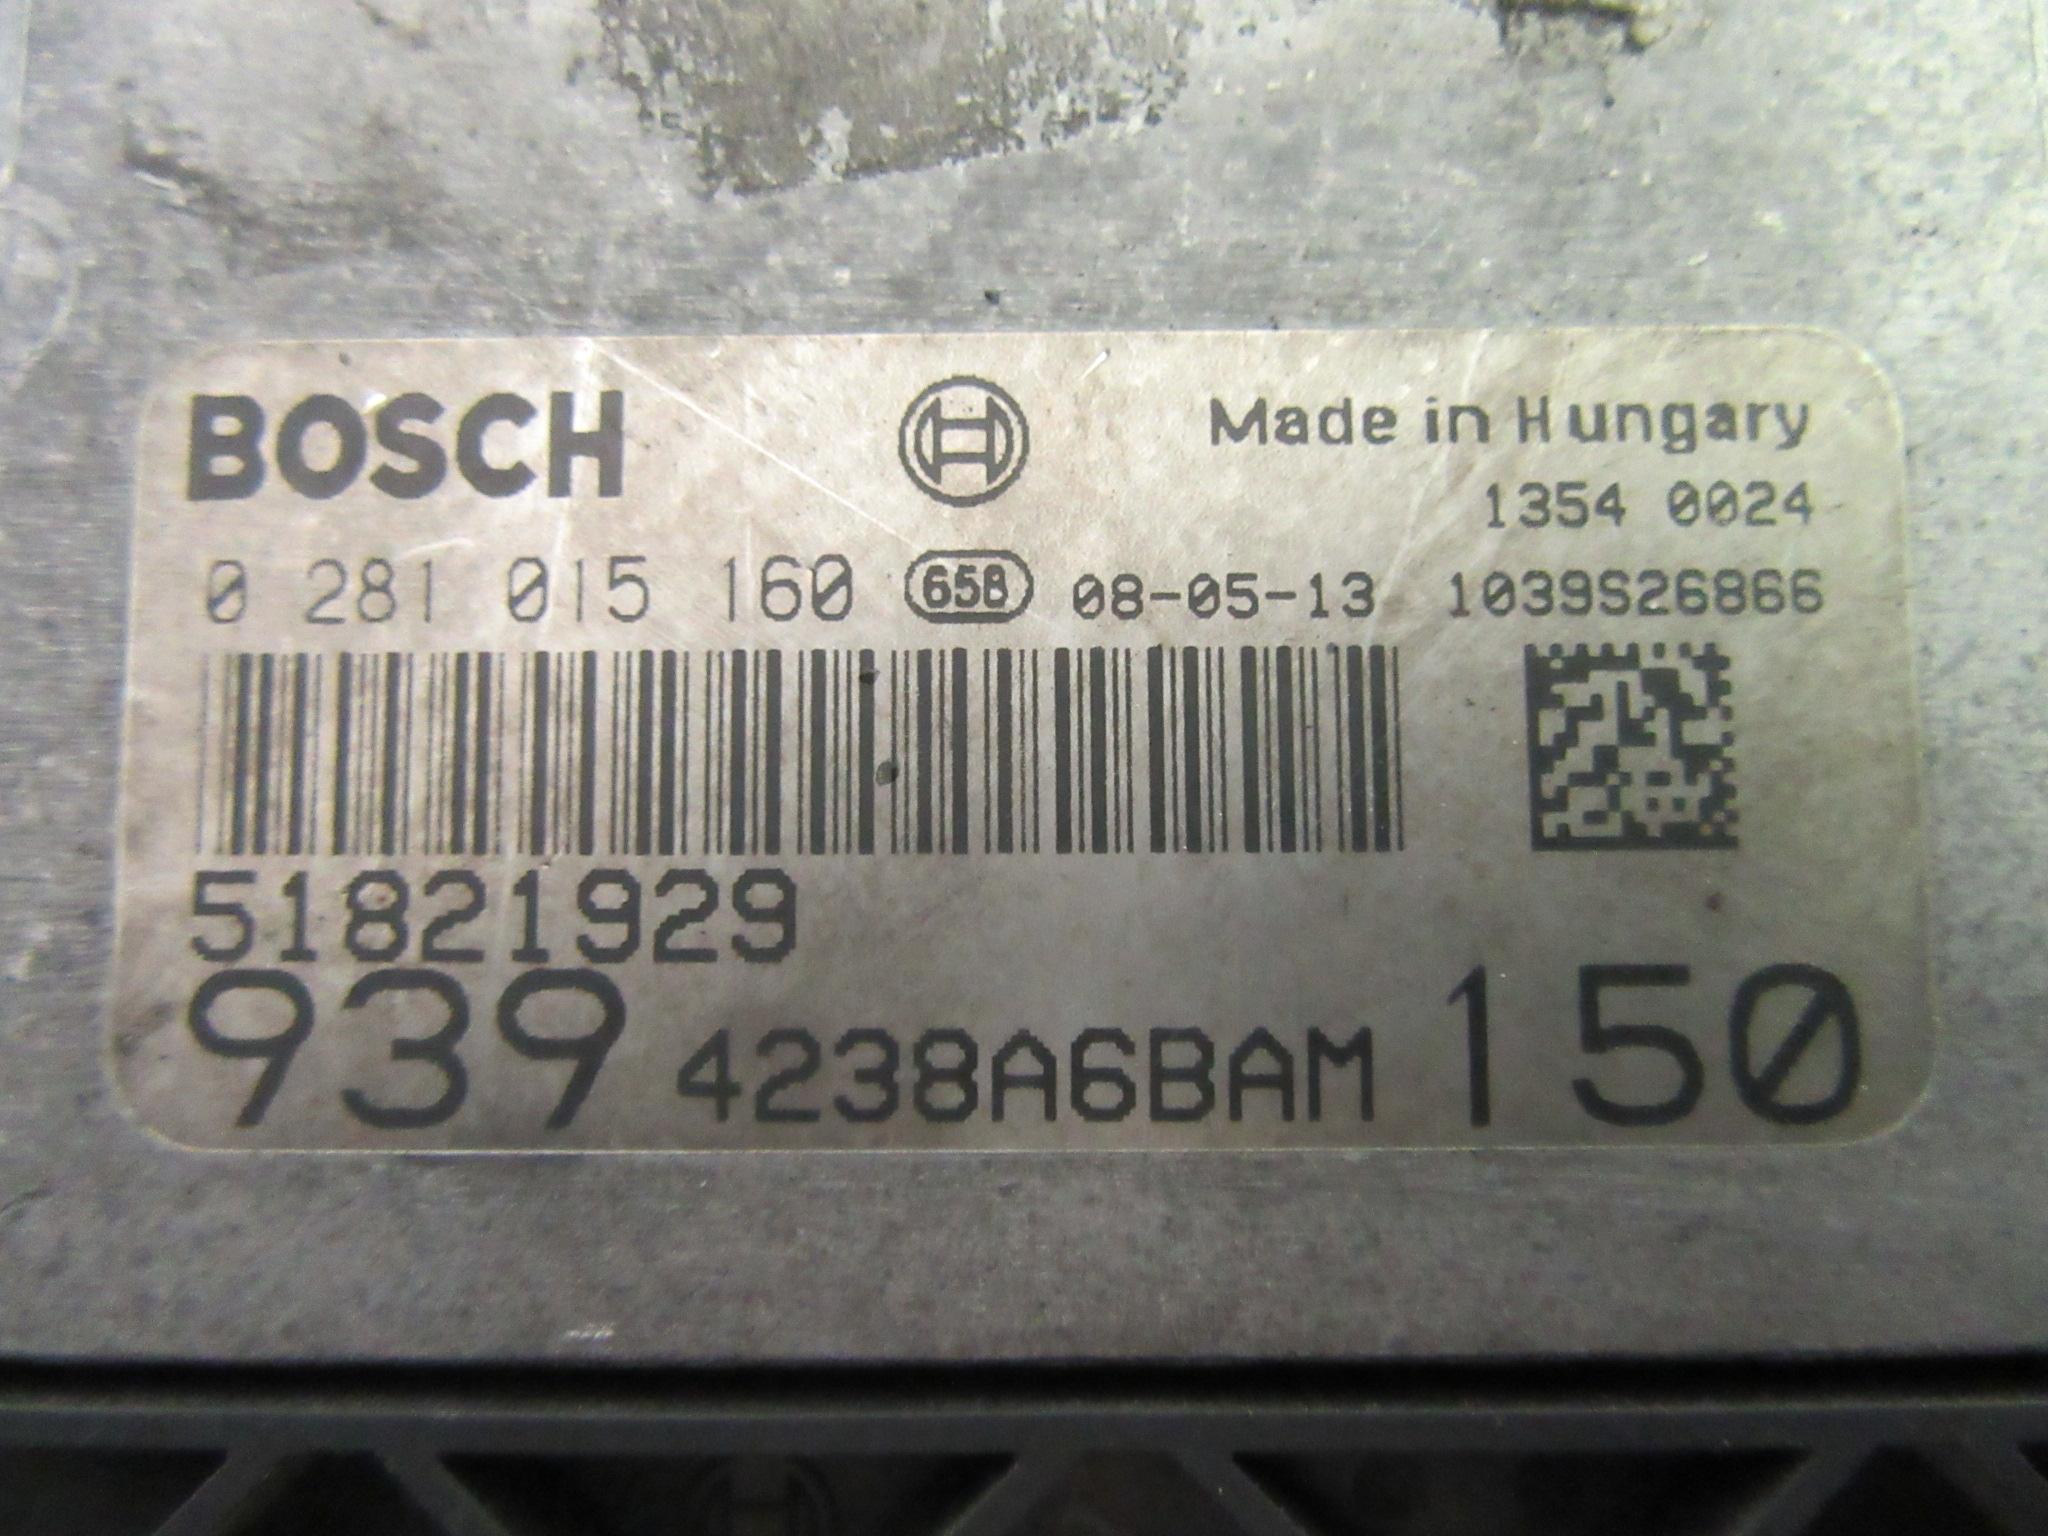 BOSCH Made in Hungary
1354 0024
0 281 015 160 658 08-05-13 1039S26866
51821929
939 4238A6BAM 150